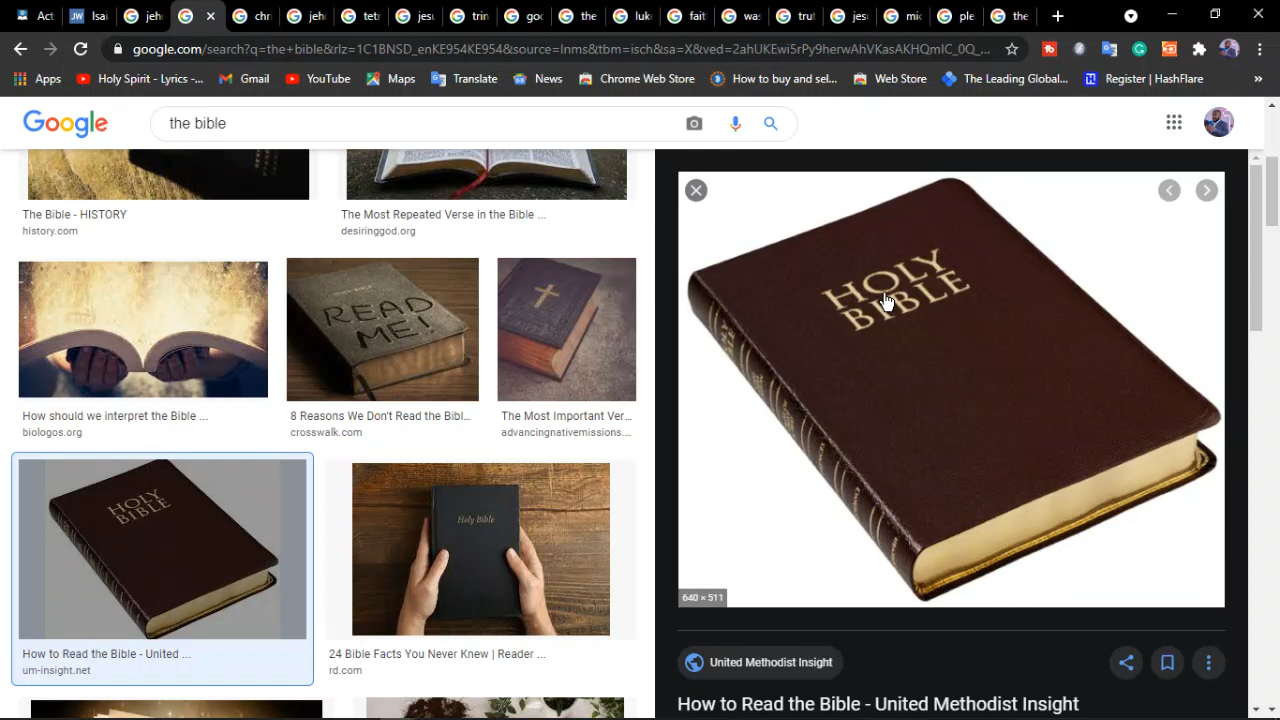 Act
Isai
jeh
chr
jeh
tetr
jesu
trin
goo
the
luk
fait
was
trut
jesu
mic
ple
the
google.com/search?q=the+bible&rlz=1C1BNSD_enKE954KE954&source=lnms&tbm=isch&sa=X&ved=2ahUKEwi5rPy9herwAhVKasAKHQmIC_0Q_...
Apps
Holy Spirit - Lyrics -...
Gmail
YouTube
Maps
Translate
News
Chrome Web Store
How to buy and sel...
Web Store
The Leading Global...
Register | HashFlare
Google
the bible
The Bible - HISTORY
history.com
The Most Repeated Verse in the Bible ...
desiringgod.org
READ
ME!
How should we interpret the Bible ...
biologos.org
8 Reasons We Don't Read the Bibl...
crosswalk.com
The Most Important Ver...
advancingnativemissions....
HOLY
BIBLE
How to Read the Bible - United ...
um-insight.net
Holy Bible
24 Bible Facts You Never Knew | Reader ...
rd.com
HOLY
BIBLE
640 × 511
United Methodist Insight
How to Read the Bible - United Methodist Insight